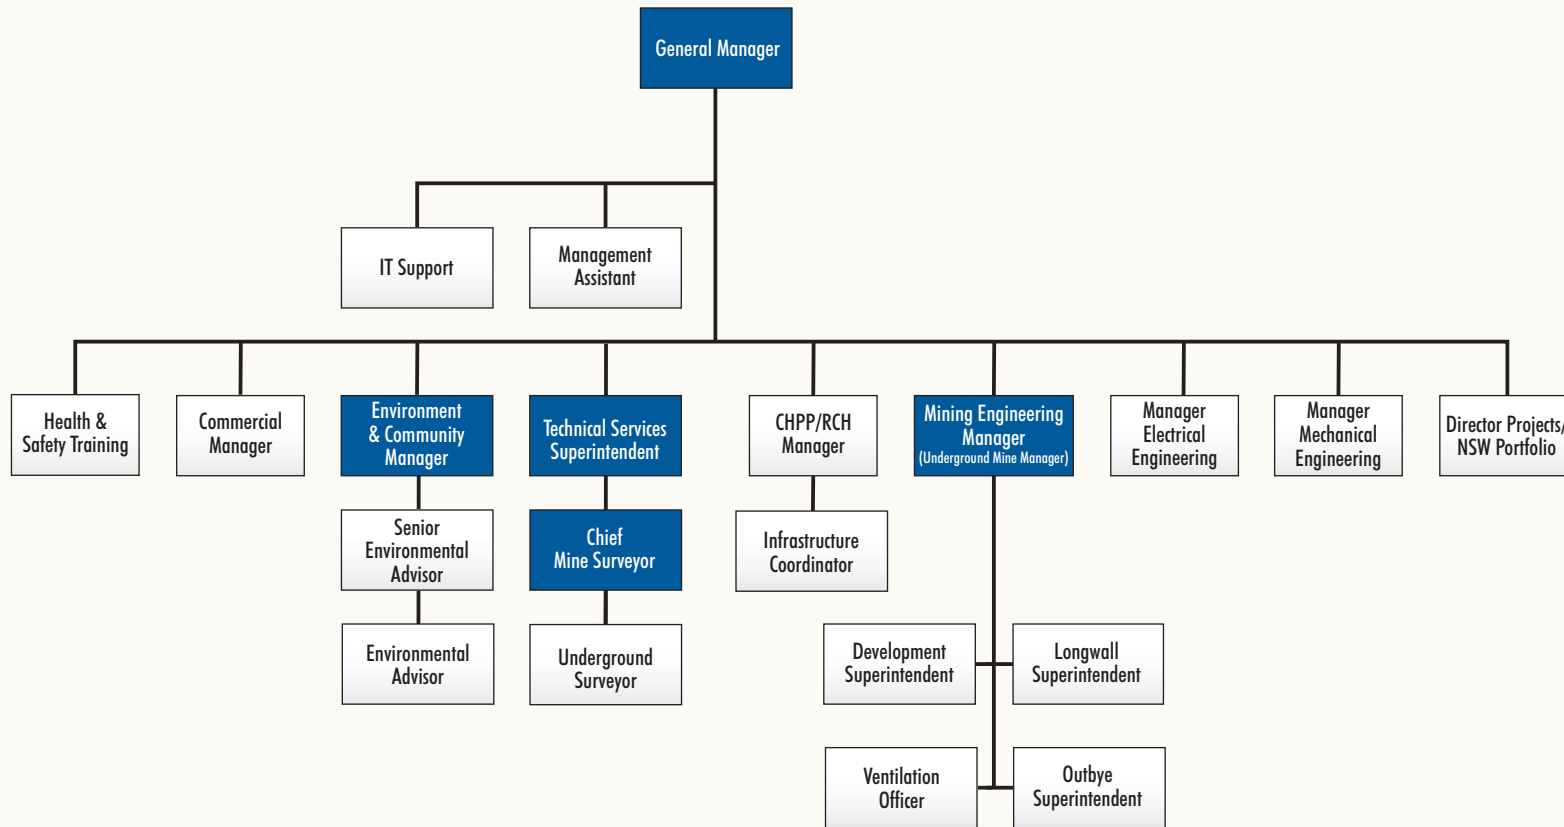 General Manager
IT Support
Management
Assistant
Health &
Safety Training
Commercial
Manager
Environment
& Community
Manager
Technical Services
Superintendent
CHPP/RCH
Manager
Mining Engineering
Manager
(Underground Mine Manager)
Manager
Electrical
Engineering
Manager
Mechanical
Engineering
Director Projects/
NSW Portfolio
Senior
Environmental
Advisor
Chief
Mine Surveyor
Infrastructure
Coordinator
Environmental
Advisor
Underground
Surveyor
Development
Superintendent
Longwall
Superintendent
Ventilation
Officer
Outbye
Superintendent